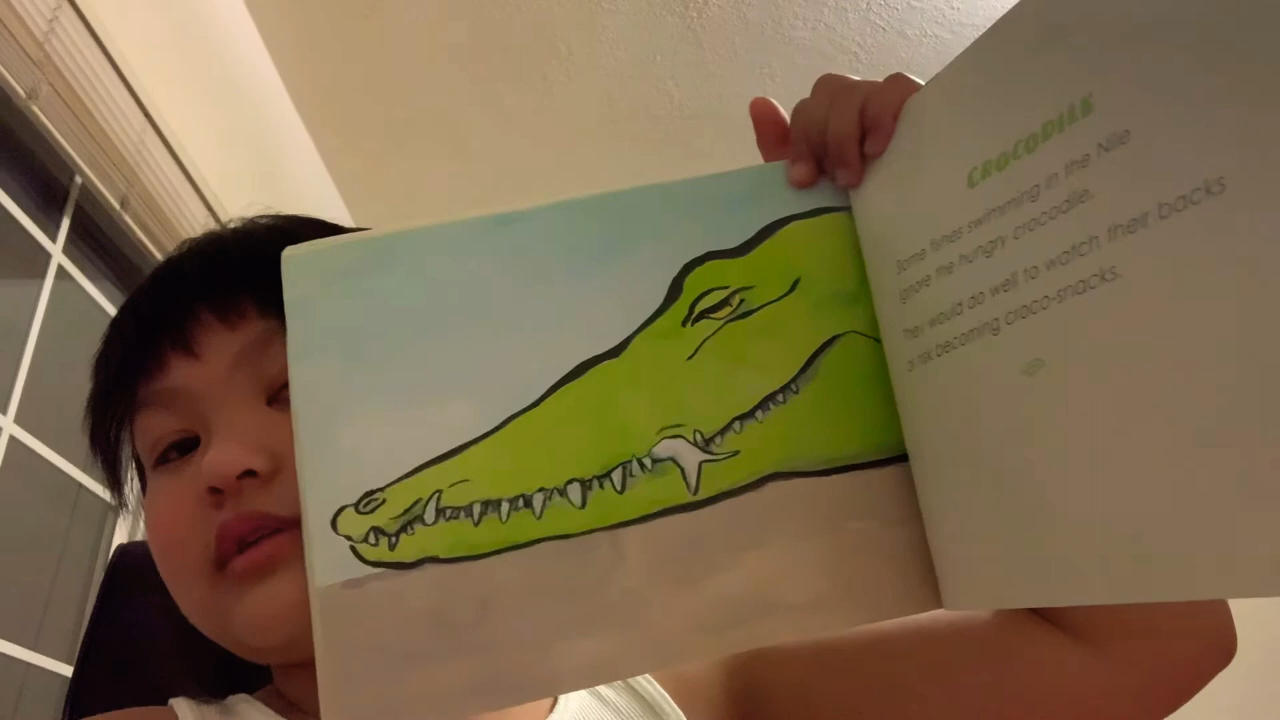 CROCODILE
Some fishes swimming in the Nile
ignore the hungry crocodile.
They would do well to watch their backs
or risk becoming croco-snacks.